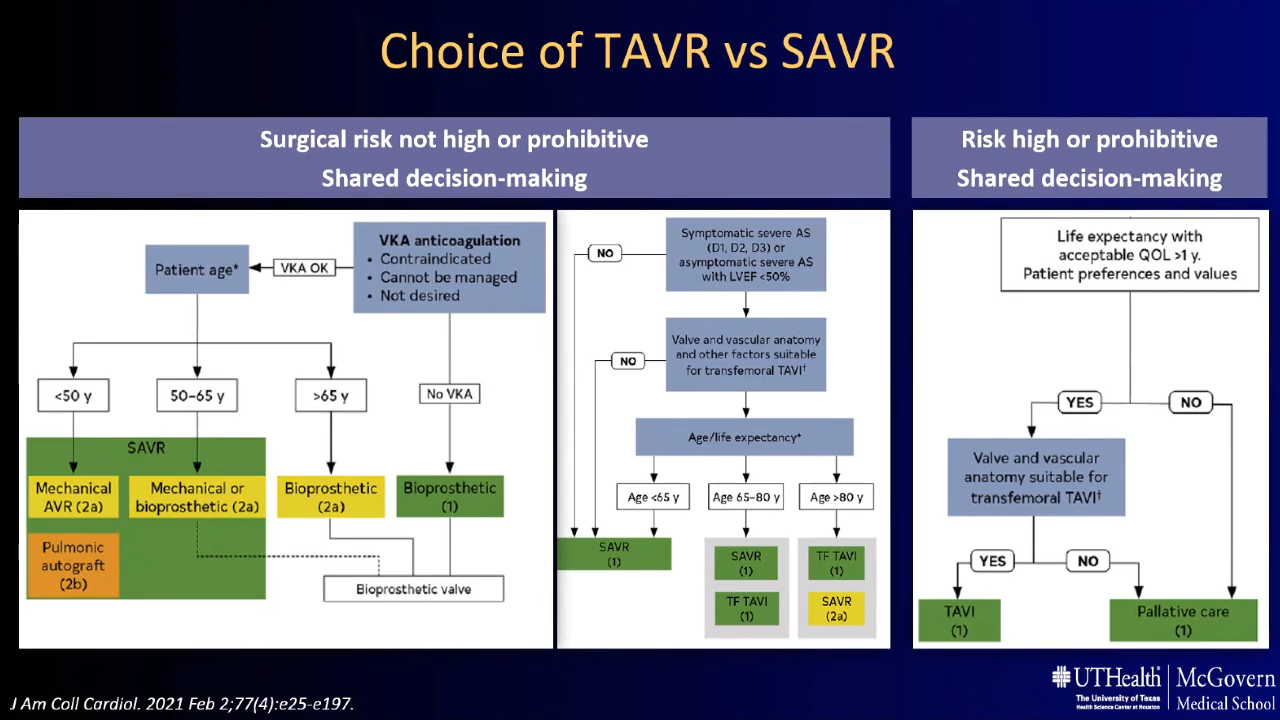 Choice of TAVR vs SAVR
Surgical risk not high or prohibitive
Shared decision-making
Risk high or prohibitive
Shared decision-making
VKA anticoagulation
• Contraindicated
• Cannot be managed
• Not desired
VKA OK
Patient age*
<50 y
50–65 y
>65 y
No VKA
SAVR
Mechanical
AVR (2a)
Mechanical or
bioprosthetic (2a)
Bioprosthetic
(2a)
Bioprosthetic
(1)
Pulmonic
autograft
(2b)
Bioprosthetic valve
Symptomatic severe AS
(D1, D2, D3) or
asymptomatic severe AS
with LVEF <50%
NO
Valve and vascular anatomy
and other factors suitable
for transfemoral TAVI†
NO
Age/life expectancy*
Age <65 y
Age 65–80 y
Age >80 y
SAVR
(1)
SAVR
(1)
TF TAVI
(1)
TF TAVI
(1)
SAVR
(2a)
Life expectancy with
acceptable QOL >1 y.
Patient preferences and values
YES
NO
Valve and vascular
anatomy suitable for
transfemoral TAVI†
YES
NO
TAVI
(1)
Pallative care
(1)
J Am Coll Cardiol. 2021 Feb 2;77(4):e25-e197.
UTHealth
The University of Texas
Health Science Center at Houston
McGovern
Medical School